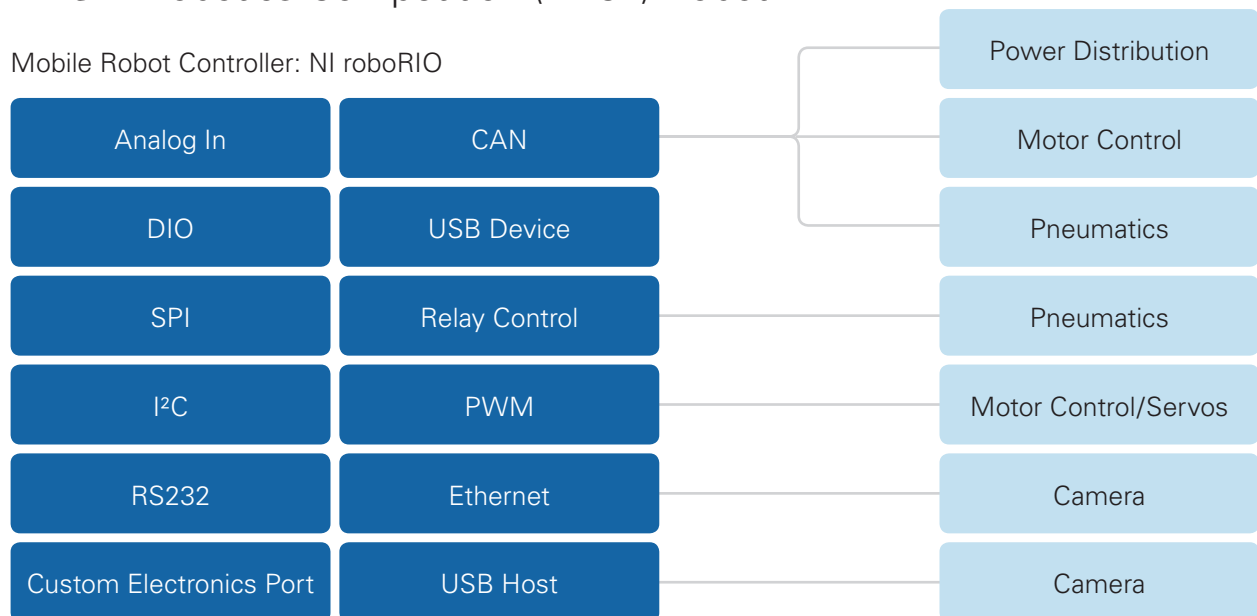 Mobile Robot Controller: NI roboRIO
Analog In
CAN
Power Distribution
Motor Control
DIO
USB Device
Pneumatics
SPI
Relay Control
Pneumatics
I²C
PWM
Motor Control/Servos
RS232
Ethernet
Camera
Custom Electronics Port
USB Host
Camera